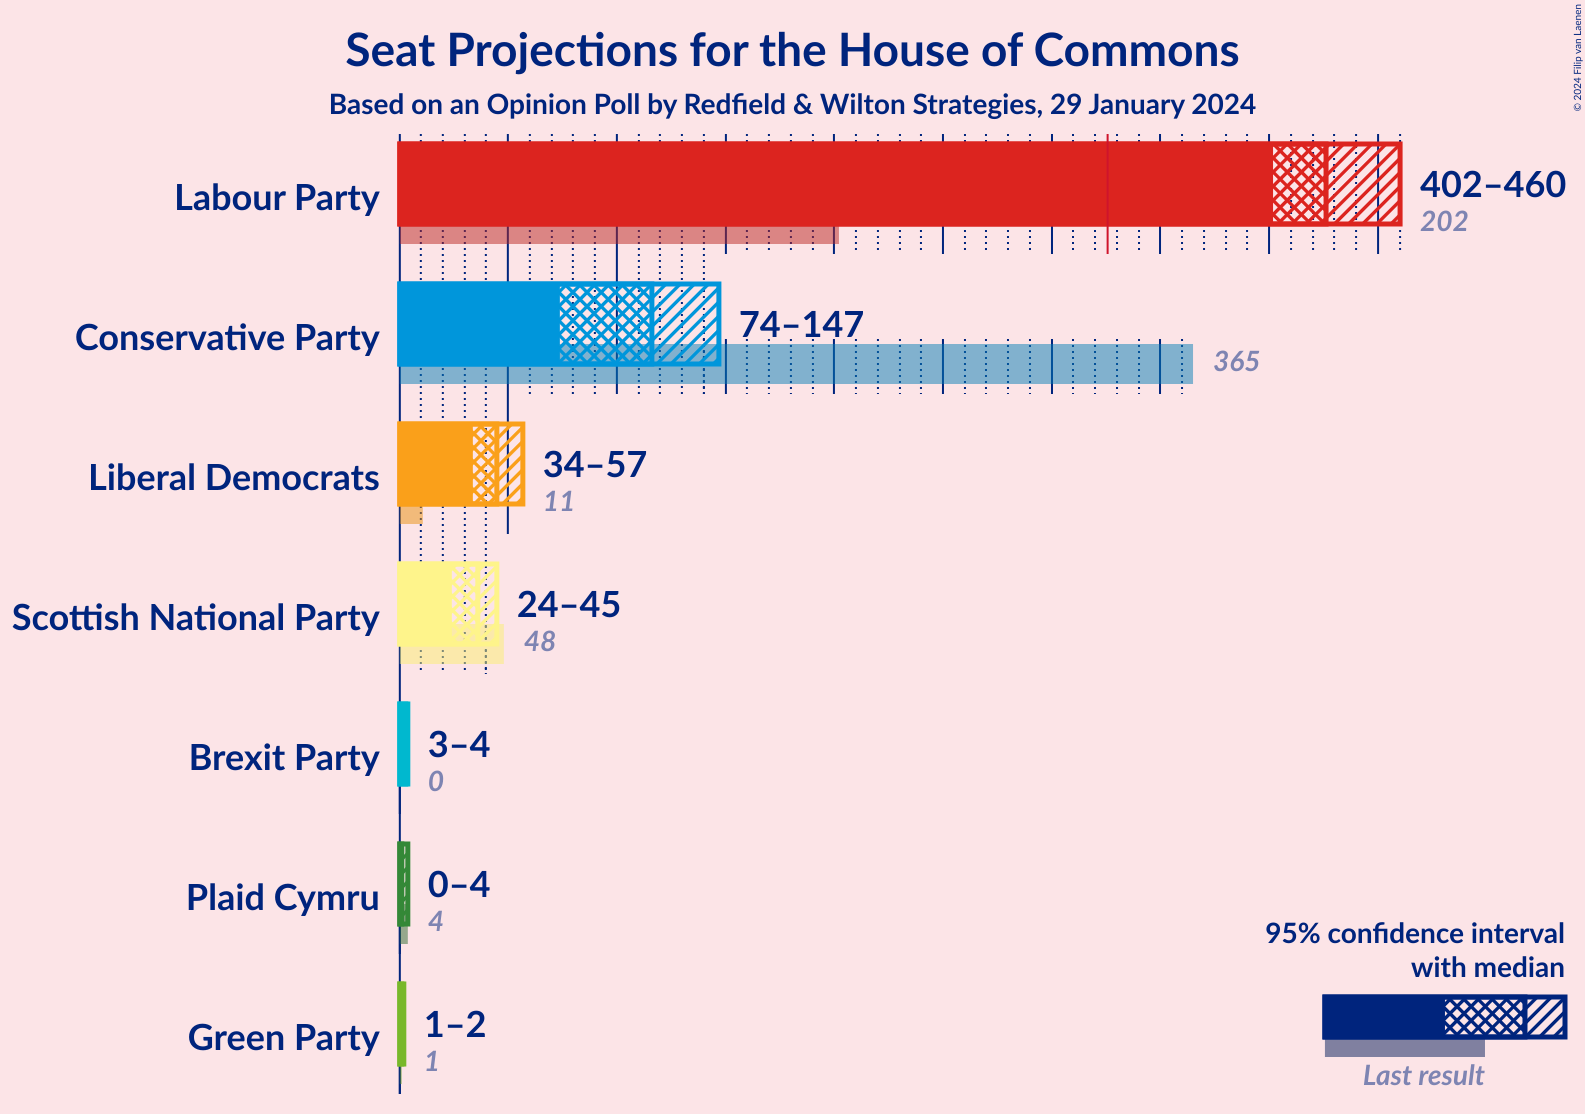 Seat Projections for the House of Commons
Based on an Opinion Poll by Redfield & Wilton Strategies, 29 January 2024
© 2024 Filip van Laenen
Labour Party
402–460
202
Conservative Party
74–147
365
Liberal Democrats
34–57
11
Scottish National Party
24–45
48
Brexit Party
3–4
0
Plaid Cymru
0–4
4
Green Party
1–2
1
95% confidence interval
with median
Last result